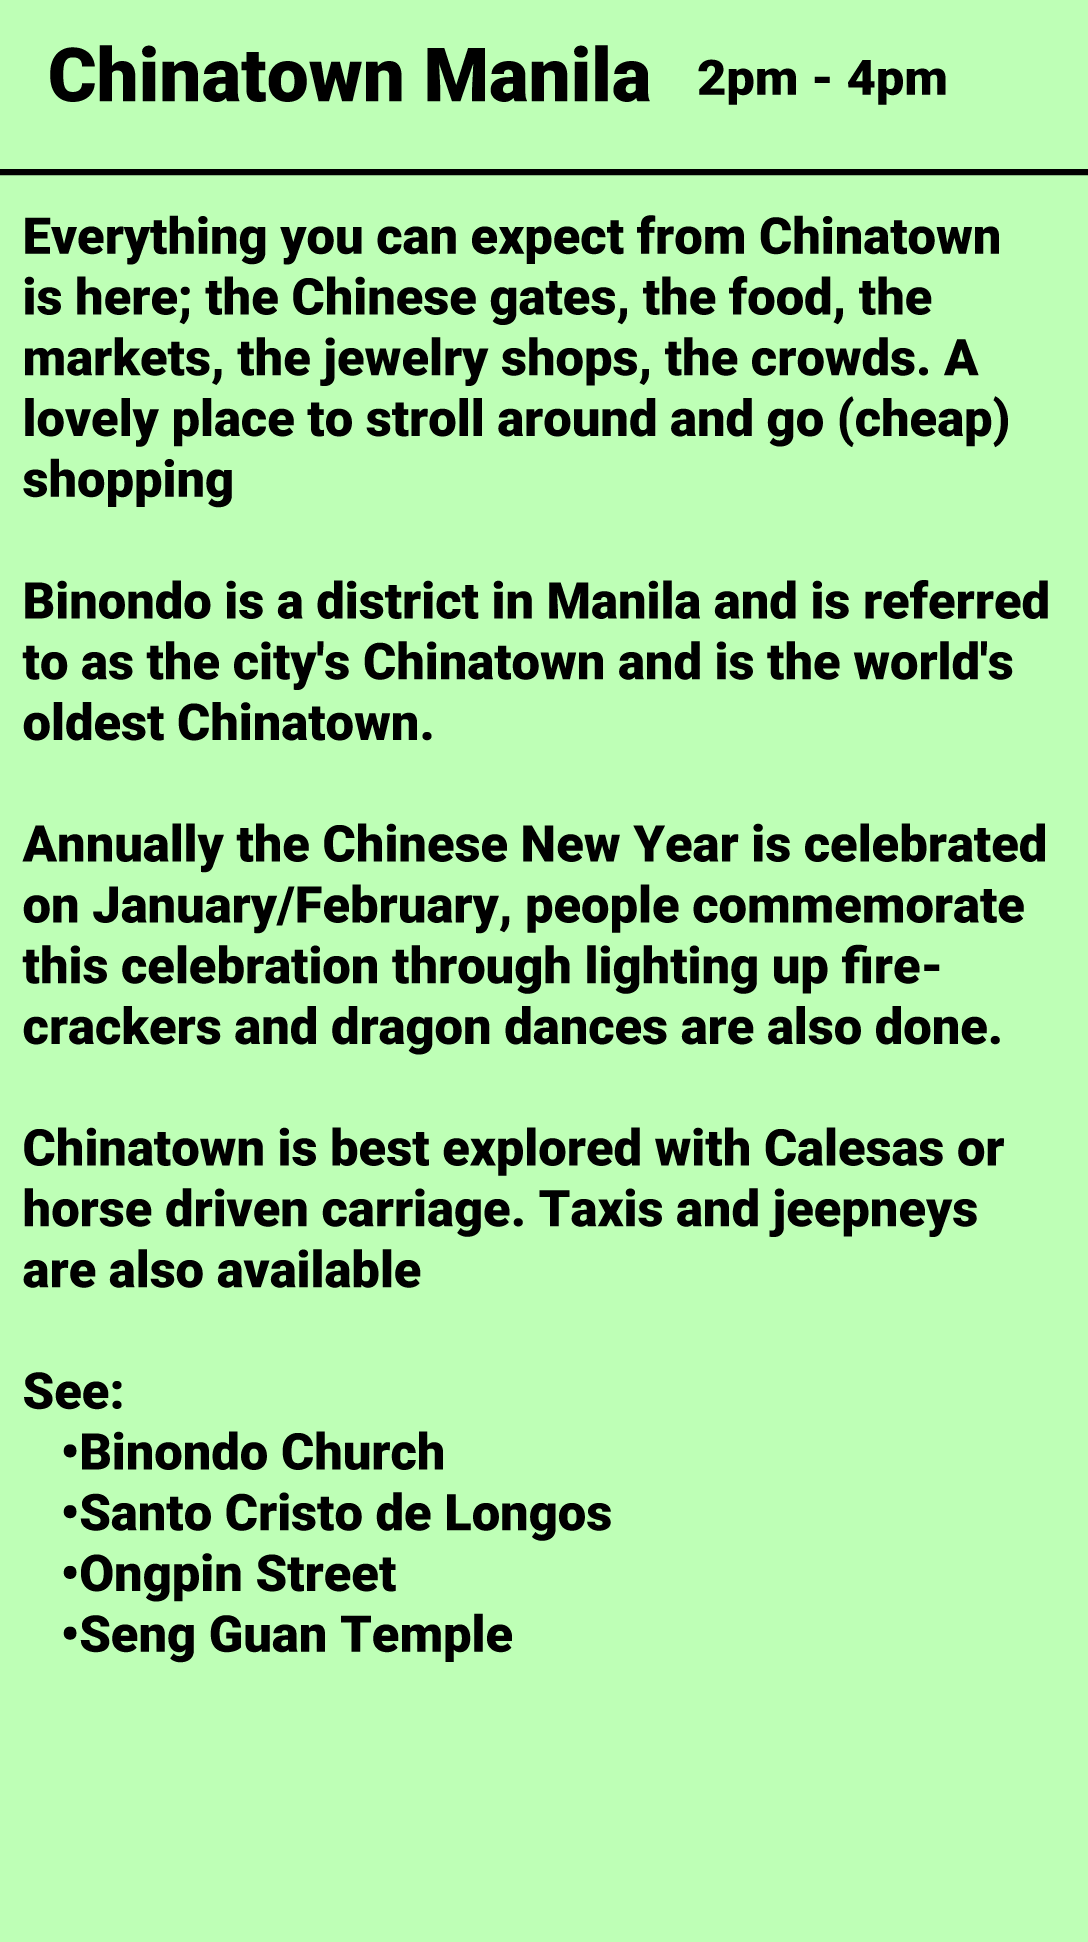 Chinatown Manila 2pm - 4pm
Everything you can expect from Chinatown
is here; the Chinese gates, the food, the
markets, the jewelry shops, the crowds. A
lovely place to stroll around and go (cheap)
shopping
Binondo is a district in Manila and is referred
to as the city's Chinatown and is the world's
oldest Chinatown.
Annually the Chinese New Year is celebrated
on January/February, people commemorate
this celebration through lighting up fire-
crackers and dragon dances are also done.
Chinatown is best explored with Calesas or
horse driven carriage. Taxis and jeepneys
are also available
See:
•Binondo Church
•Santo Cristo de Longos
•Ongpin Street
•Seng Guan Temple